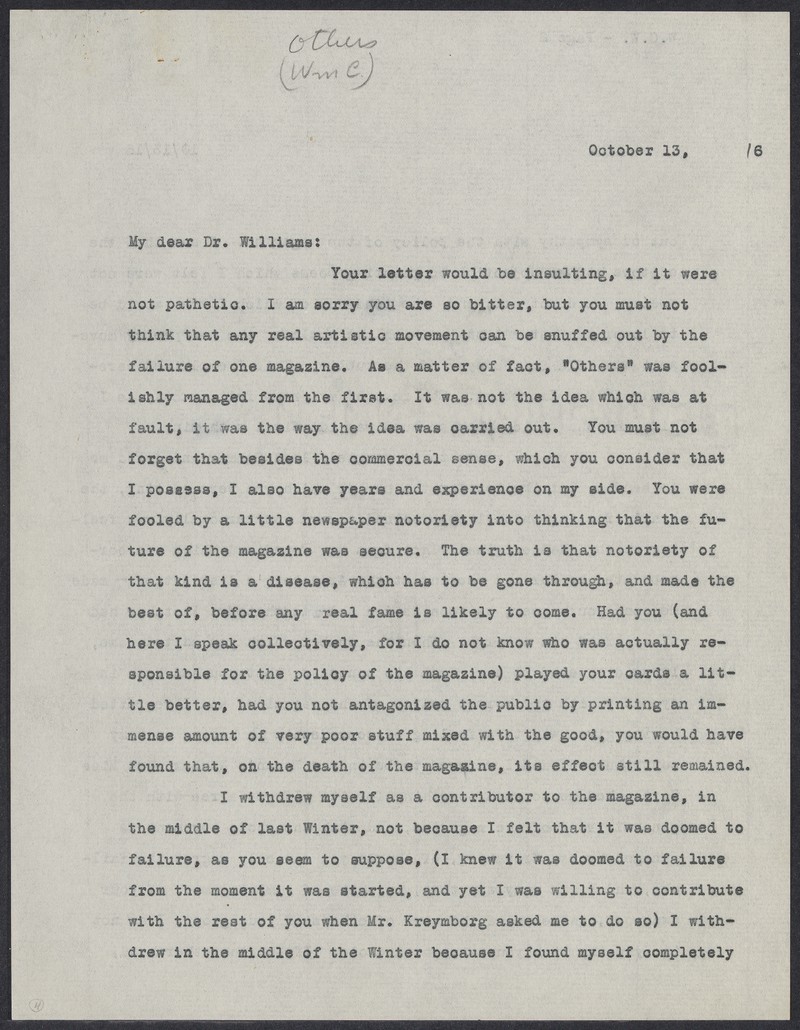 Others
(Wm C.)
October 13, /6
My dear Dr. Williams:
Your letter would be insulting, if it were
not pathetic. I am sorry you are so bitter, but you must not
think that any real artistic movement can be snuffed out by the
failure of one magazine. As a matter of fact, "Others" was fool-
ishly managed from the first. It was not the idea which was at
fault, it was the way the idea was carried out. You must not
forget that besides the commercial sense, which you consider that
I possess, I also have years and experience on my side. You were
fooled by a little newspaper notoriety into thinking that the fu-
ture of the magazine was secure. The truth is that notoriety of
that kind is a disease, which has to be gone through, and made the
best of, before any real fame is likely to come. Had you (and
here I speak collectively, for I do not know who was actually re-
sponsible for the policy of the magazine) played your cards a lit-
tle better, had you not antagonized the public by printing an im-
mense amount of very poor stuff mixed with the good, you would have
found that, on the death of the magazine, its effect still remained.
I withdrew myself as a contributor to the magazine, in
the middle of last Winter, not because I felt that it was doomed to
failure, as you seem to suppose, (I knew it was doomed to failure
from the moment it was started, and yet I was willing to contribute
with the rest of you when Mr. Kreymborg asked me to do so) I with-
drew in the middle of the Winter because I found myself completely